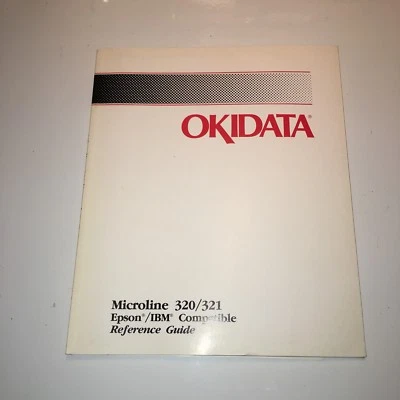 OKIDATA®
Microline 320/321
Epson®/IBM® Compatible
Reference Guide